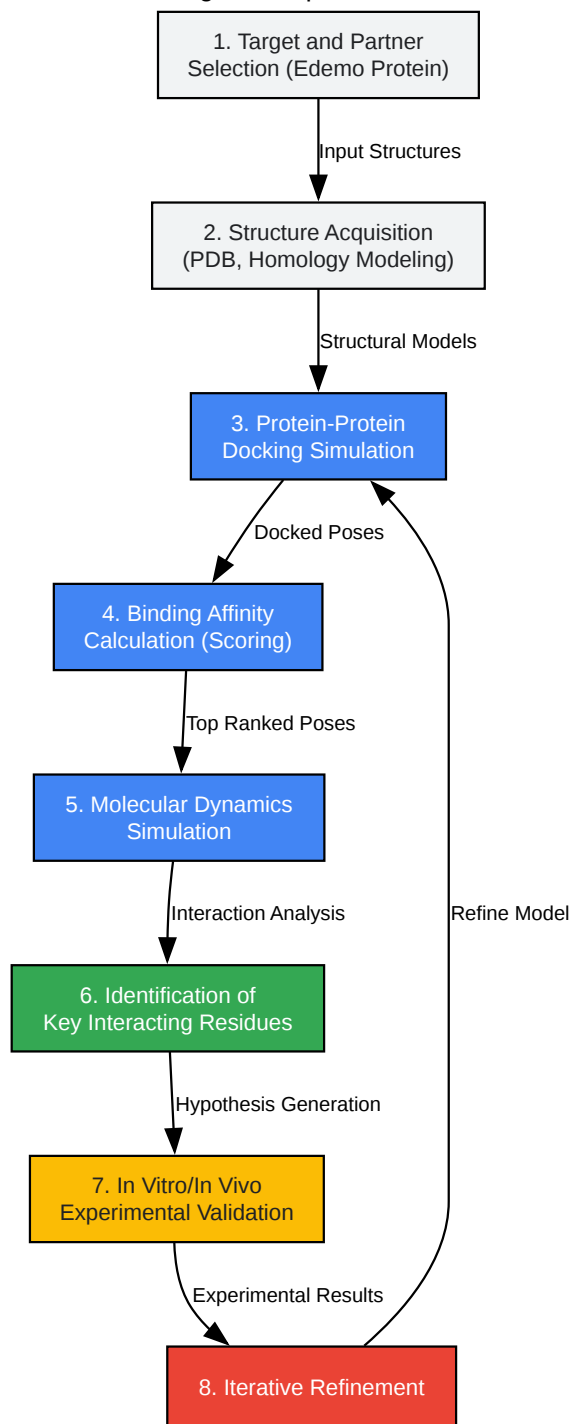 1. Target and Partner
Selection (Edemo Protein)
Input Structures
2. Structure Acquisition
(PDB, Homology Modeling)
Structural Models
3. Protein-Protein
Docking Simulation
Docked Poses
4. Binding Affinity
Calculation (Scoring)
Top Ranked Poses
5. Molecular Dynamics
Simulation
Interaction Analysis
Refine Model
6. Identification of
Key Interacting Residues
Hypothesis Generation
7. In Vitro/In Vivo
Experimental Validation
Experimental Results
8. Iterative Refinement